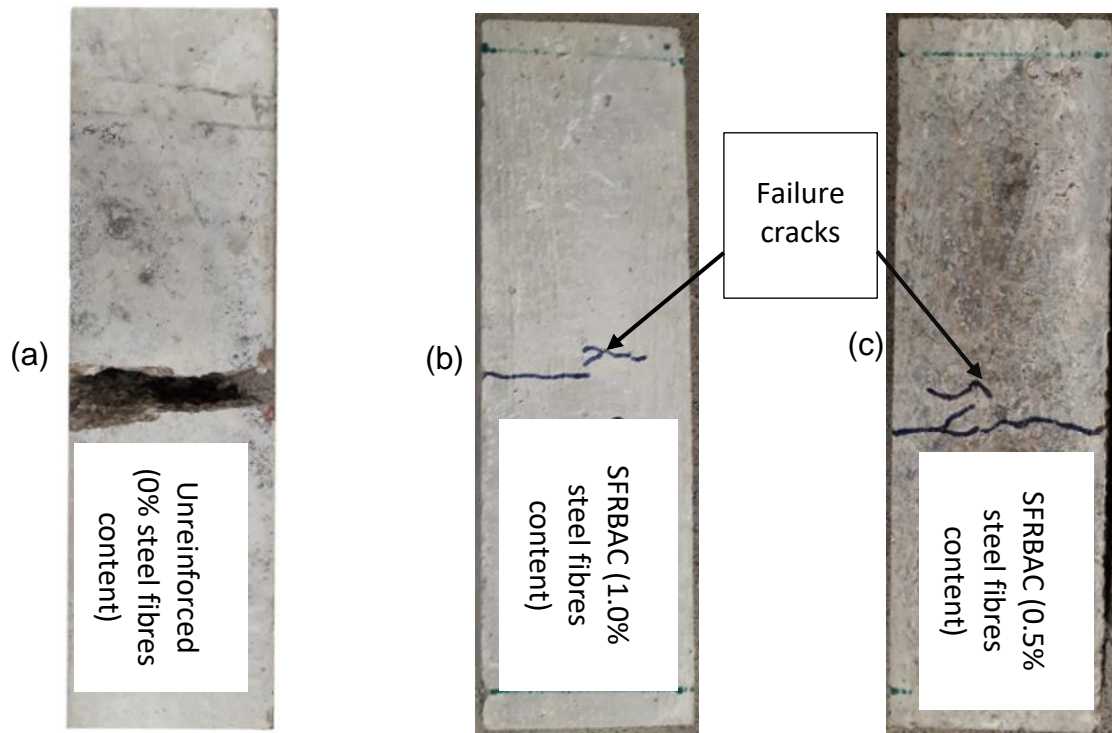 (a)
Unreinforced
(0% steel fibres
content)
(b)
SFRBAC (1.0%
steel fibres
content)
Failure
cracks
(c)
SFRBAC (0.5%
steel fibres
content)